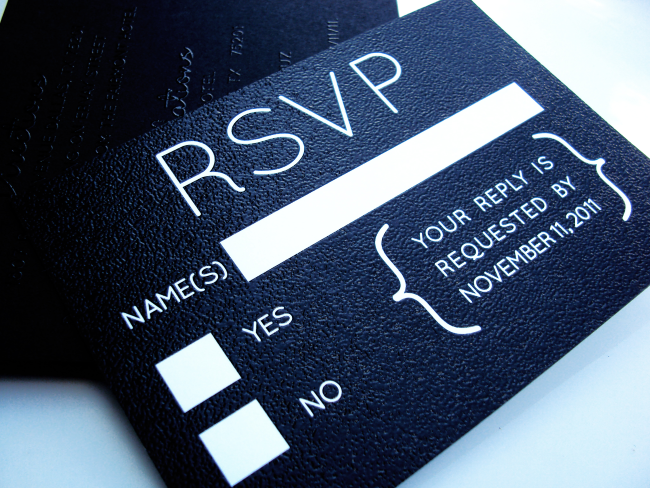 RSVP
NAME(S)
YES
NO
YOUR REPLY IS
REQUESTED BY
NOVEMBER 11, 2011